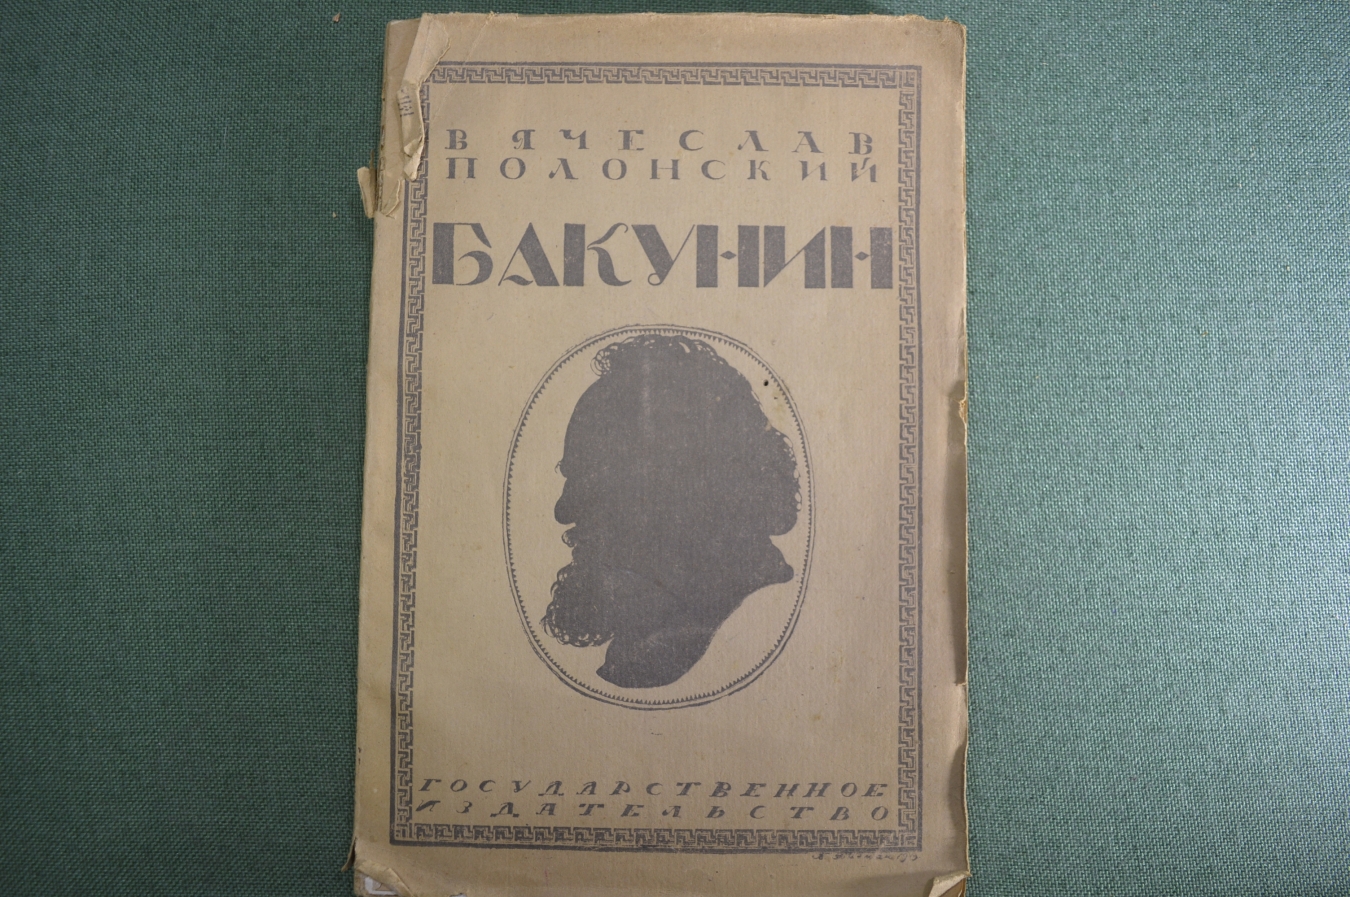 ВЯЧЕСЛАВ
ПОЛОНСКИЙ
БАКУНИН
ГОСУДАРСТВЕННОЕ
ИЗДАТЕЛЬСТВО